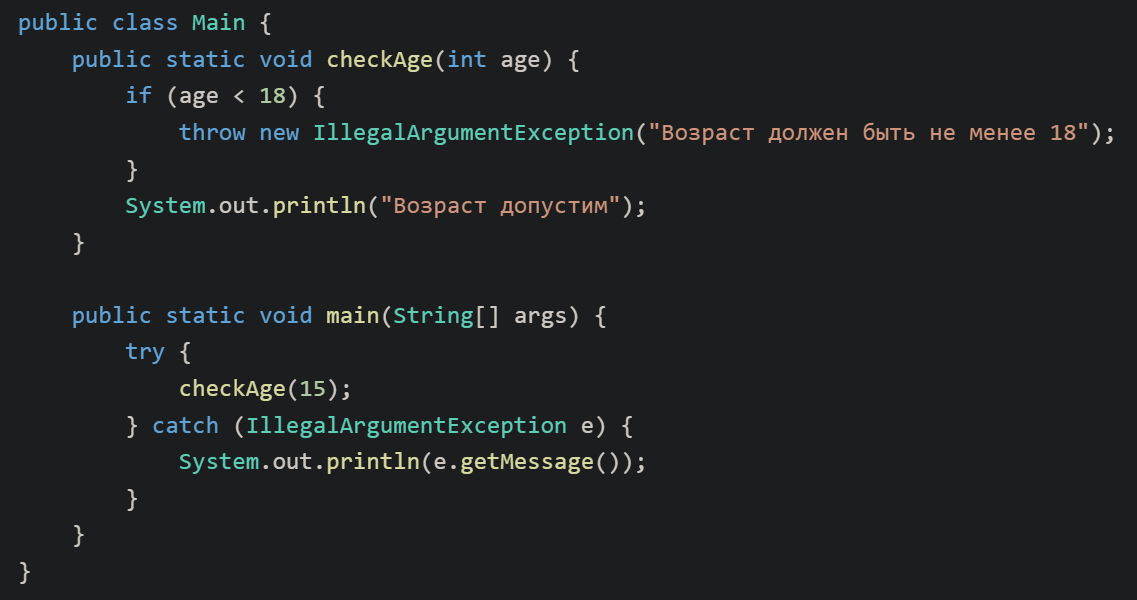 public class Main {
    public static void checkAge(int age) {
        if (age < 18) {
            throw new IllegalArgumentException("Возраст должен быть не менее 18");
        }
        System.out.println("Возраст допустим");
    }

    public static void main(String[] args) {
        try {
            checkAge(15);
        } catch (IllegalArgumentException e) {
            System.out.println(e.getMessage());
        }
    }
}